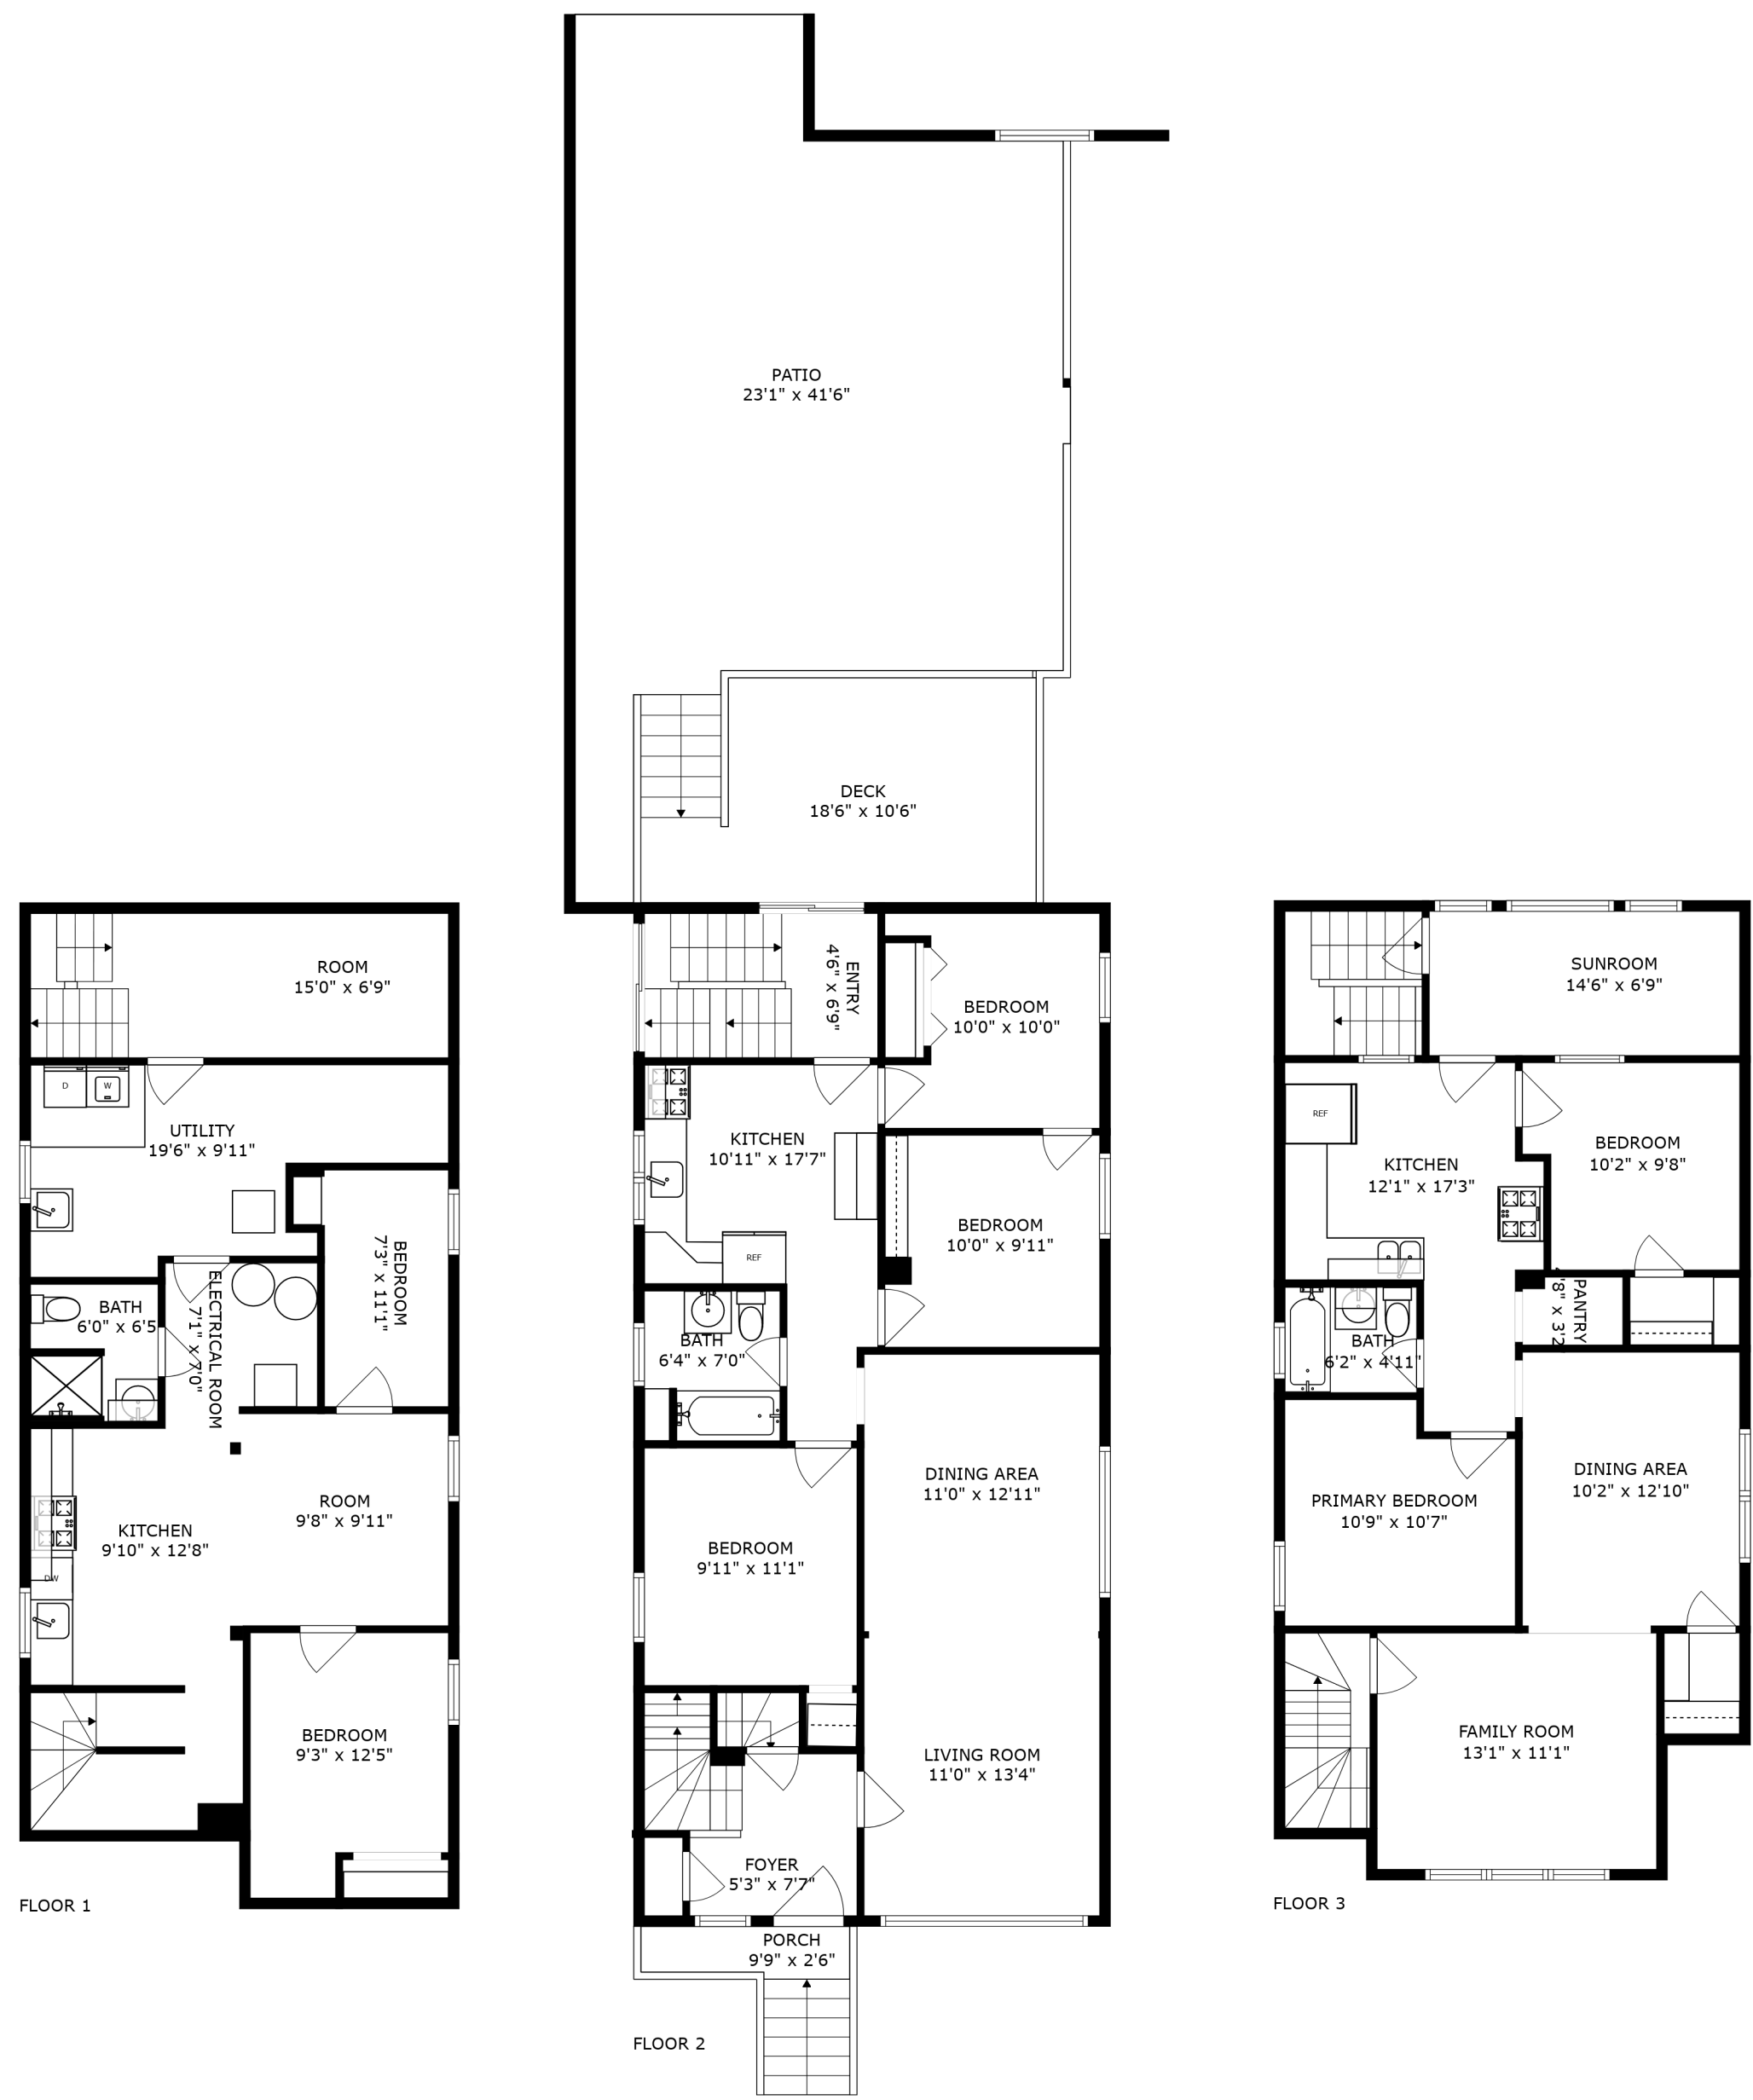 PATIO
23'1" x 41'6"
DECK
18'6" x 10'6"
ROOM
15'0" x 6'9"
D
W
UTILITY
19'6" x 9'11"
BEDROOM
7'3" x 11'1"
BATH
6'0" x 6'5
ELECTRICAL ROOM
7'1" x 7'0"
ROOM
9'8" x 9'11"
KITCHEN
9'10" x 12'8"
DW
BEDROOM
9'3" x 12'5"
FLOOR 1
ENTRY
4'6" x 6'9"
BEDROOM
10'0" x 10'0"
KITCHEN
10'11" x 17'7"
REF
BEDROOM
10'0" x 9'11"
BATH
6'4" x 7'0"
DINING AREA
11'0" x 12'11"
BEDROOM
9'11" x 11'1"
LIVING ROOM
11'0" x 13'4"
FOYER
5'3" x 7'7"
PORCH
9'9" x 2'6"
FLOOR 2
SUNROOM
14'6" x 6'9"
REF
BEDROOM
10'2" x 9'8"
KITCHEN
12'1" x 17'3"
PANTRY
'8" x 3'2
BATH
6'2" x 4'11"
DINING AREA
10'2" x 12'10"
PRIMARY BEDROOM
10'9" x 10'7"
FAMILY ROOM
13'1" x 11'1"
FLOOR 3